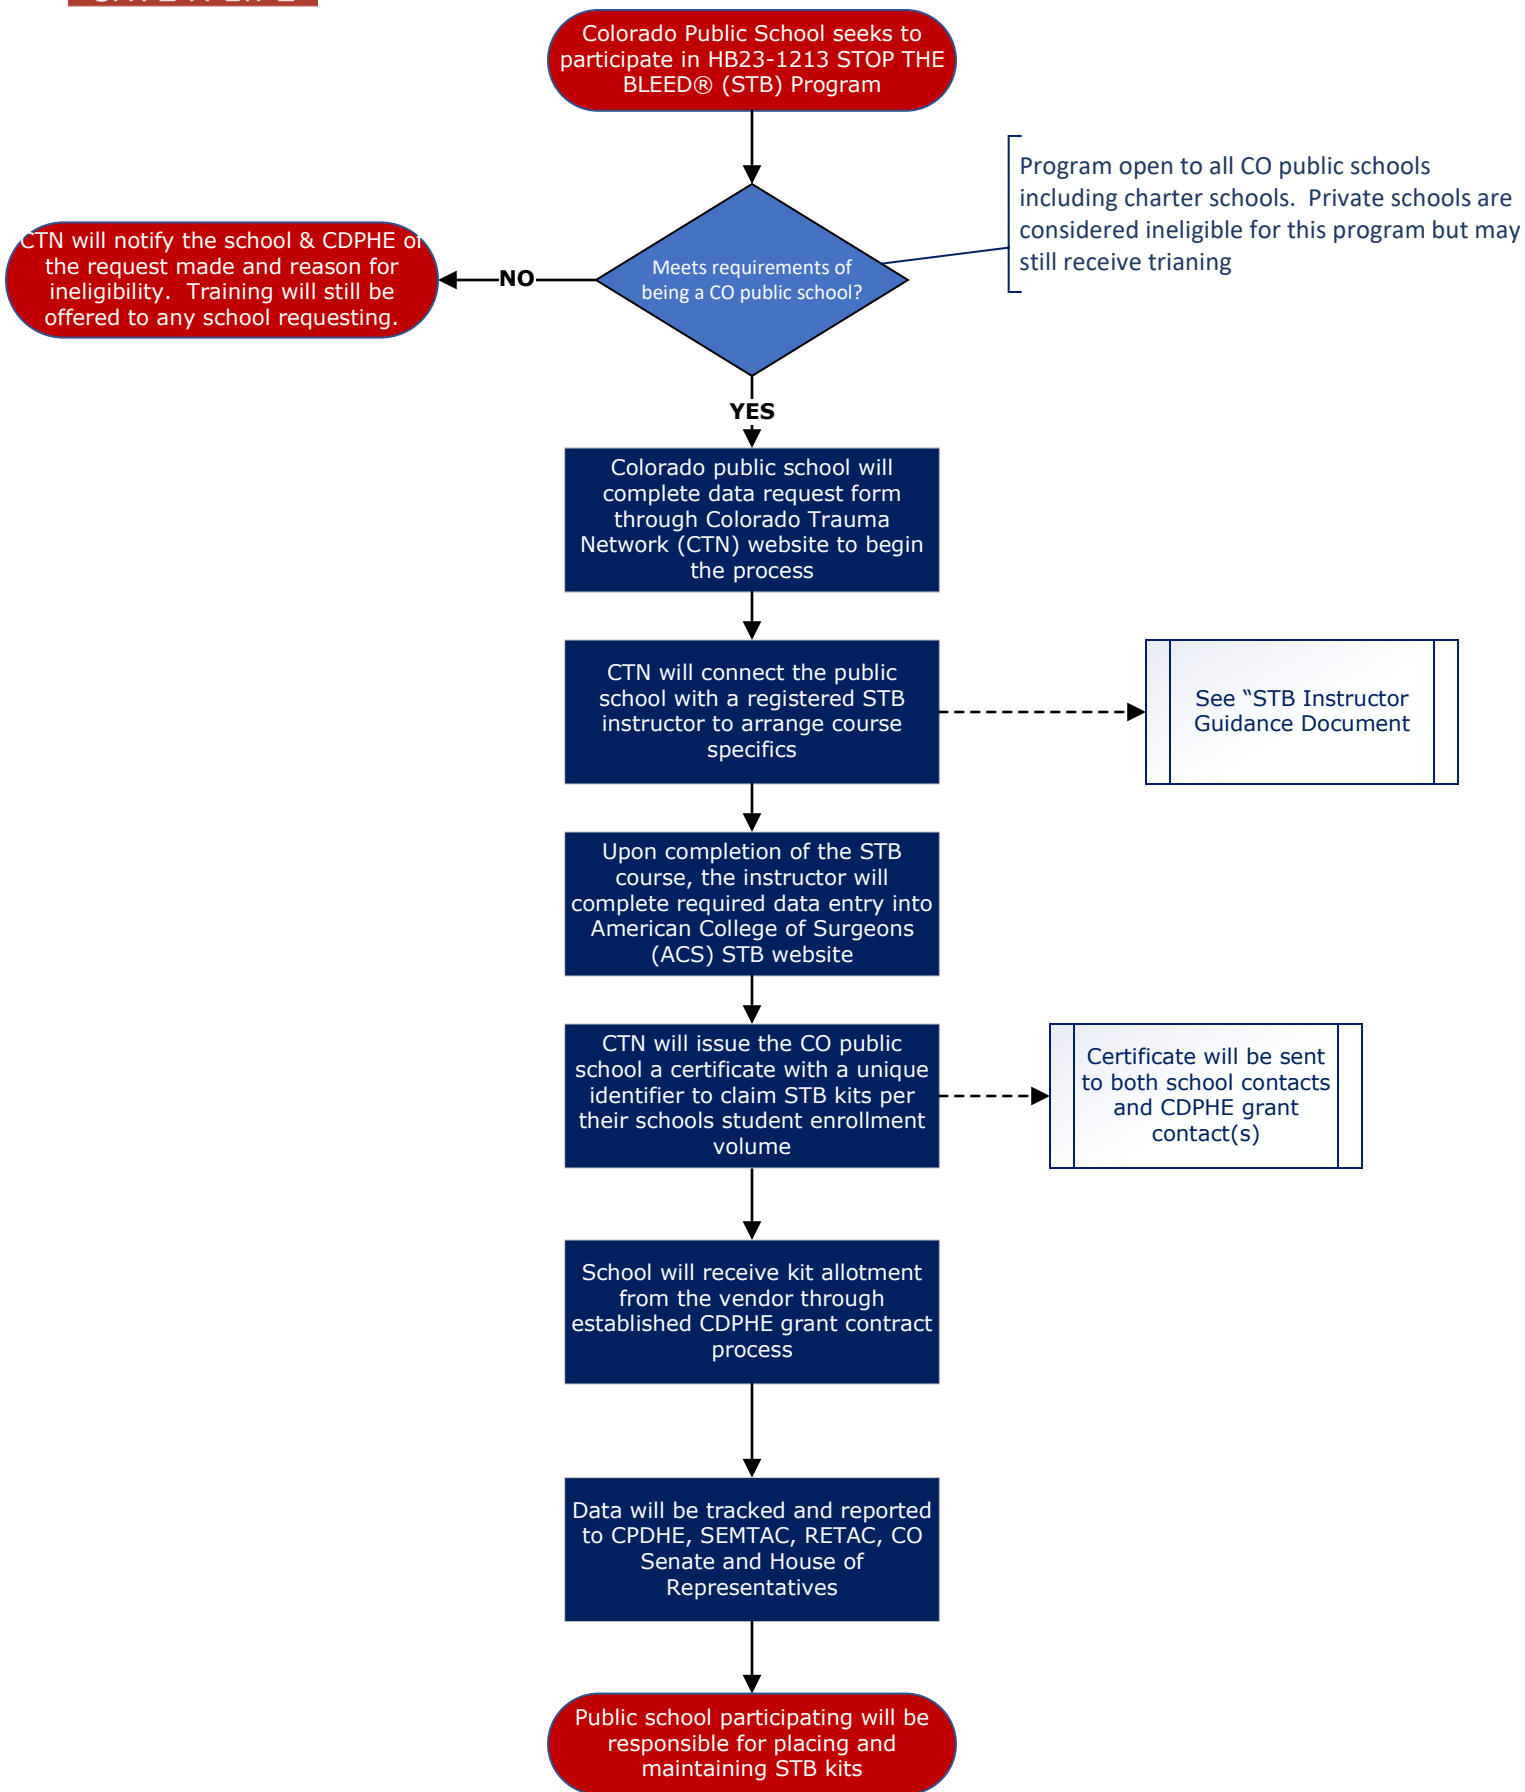 SAVE A LIFE
Colorado Public School seeks to
participate in HB23-1213 STOP THE
BLEED® (STB) Program
Program open to all CO public schools
including charter schools.  Private schools are
considered ineligible for this program but may
still receive trianing
CTN will notify the school & CDPHE of
the request made and reason for
ineligibility.  Training will still be
offered to any school requesting.
NO
Meets requirements of
being a CO public school?
YES
Colorado public school will
complete data request form
through Colorado Trauma
Network (CTN) website to begin
the process
CTN will connect the public
school with a registered STB
instructor to arrange course
specifics
See “STB Instructor
Guidance Document
Upon completion of the STB
course, the instructor will
complete required data entry into
American College of Surgeons
(ACS) STB website
CTN will issue the CO public
school a certificate with a unique
identifier to claim STB kits per
their schools student enrollment
volume
Certificate will be sent
to both school contacts
and CDPHE grant
contact(s)
School will receive kit allotment
from the vendor through
established CDPHE grant contract
process
Data will be tracked and reported
to CPDHE, SEMTAC, RETAC, CO
Senate and House of
Representatives
Public school participating will be
responsible for placing and
maintaining STB kits